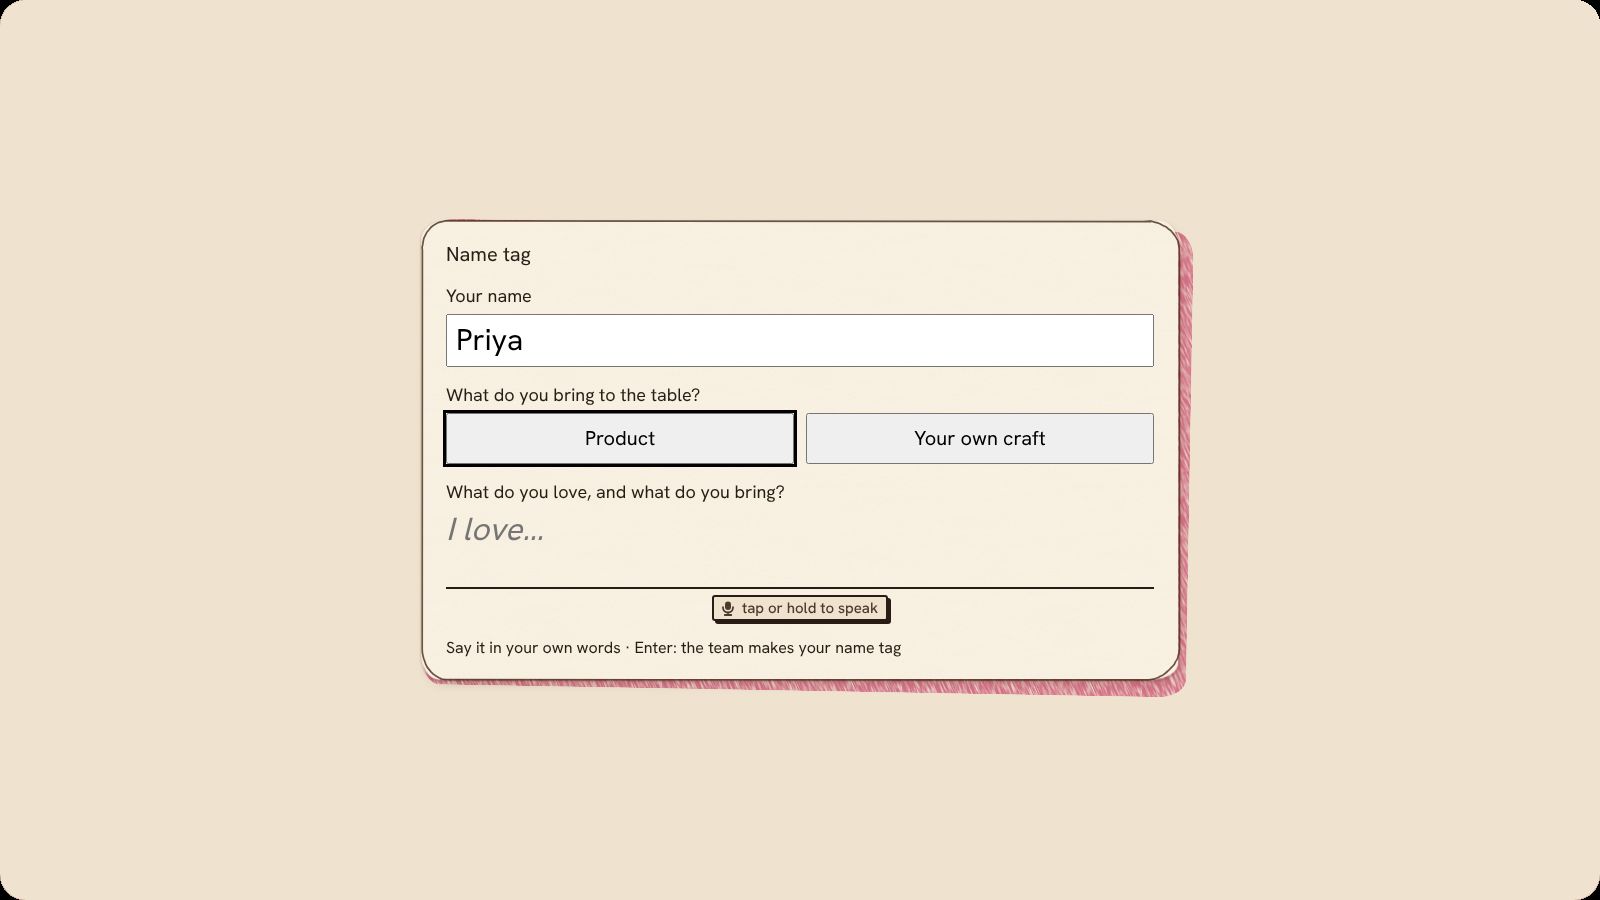 Name tag
Your name
Priya
What do you bring to the table?
Product
Your own craft
What do you love, and what do you bring?
I love...
tap or hold to speak
Say it in your own words · Enter: the team makes your name tag